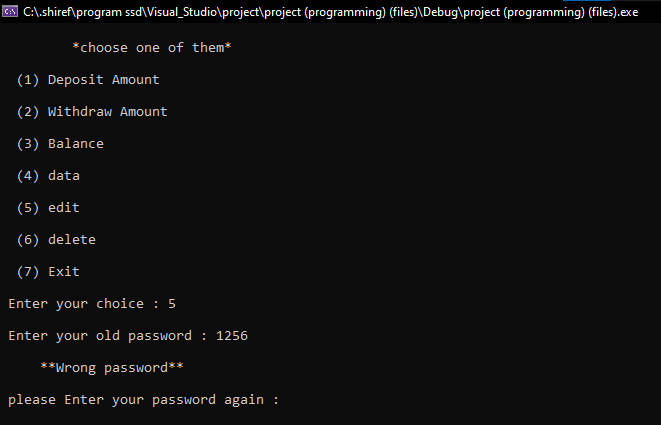 C:\.shiref\program ssd\Visual_Studio\project\project (programming) (files)\Debug\project (programming) (files).exe
*choose one of them*
(1) Deposit Amount
(2) Withdraw Amount
(3) Balance
(4) data
(5) edit
(6) delete
(7) Exit
Enter your choice : 5
Enter your old password : 1256
**Wrong password**
please Enter your password again :